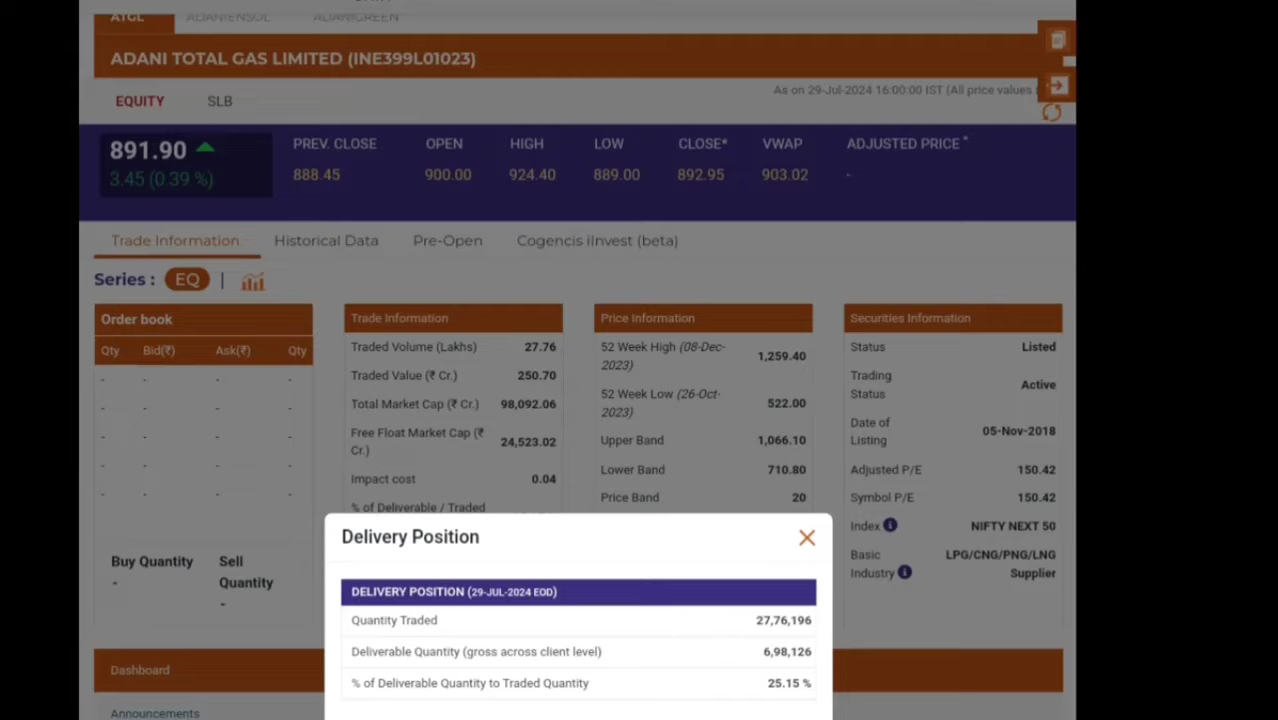 ATGL ADANIENSOL ADANIGREEN
ADANI TOTAL GAS LIMITED (INE399L01023)
EQUITY SLB
As on 29-Jul-2024 16:00:00 IST (All price values
891.90
3.45 (0.39 %)
PREV. CLOSE OPEN HIGH LOW CLOSE* VWAP ADJUSTED PRICE *
888.45 900.00 924.40 889.00 892.95 903.02 -
Trade Information Historical Data Pre-Open Cogencis iInvest (beta)
Series : EQ |
Order book
Qty Bid(₹) Ask(₹) Qty
- - - -
- - - -
- - - -
- - - -
- - - -
Buy Quantity Sell Quantity
- -
Trade Information
Traded Volume (Lakhs) 27.76
Traded Value (₹ Cr.) 250.70
Total Market Cap (₹ Cr.) 98,092.06
Free Float Market Cap (₹
Cr.) 24,523.02
Impact cost 0.04
% of Deliverable / Traded
Price Information
52 Week High (08-Dec-
2023) 1,259.40
52 Week Low (26-Oct-
2023) 522.00
Upper Band 1,066.10
Lower Band 710.80
Price Band 20
Securities Information
Status Listed
Trading
Status Active
Date of
Listing 05-Nov-2018
Adjusted P/E 150.42
Symbol P/E 150.42
Index i NIFTY NEXT 50
Basic LPG/CNG/PNG/LNG
Industry i Supplier
Delivery Position
DELIVERY POSITION (29-JUL-2024 EOD)
Quantity Traded 27,76,196
Deliverable Quantity (gross across client level) 6,98,126
% of Deliverable Quantity to Traded Quantity 25.15 %
Dashboard
Announcements